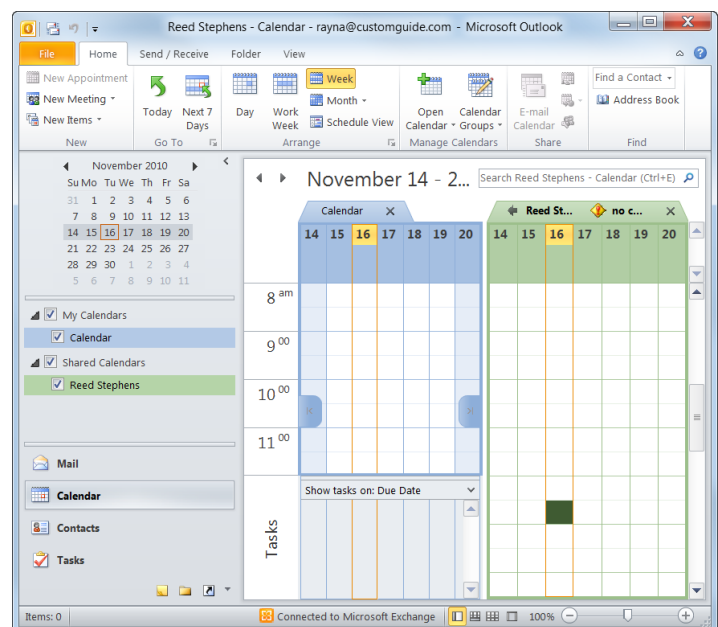 Reed Stephens - Calendar - rayna@customguide.com - Microsoft Outlook
File Home Send / Receive Folder View
New Appointment
New Meeting
New Items
New
Today
Next 7 Days
Go To
Day
Work Week
Week
Month
Schedule View
Arrange
Open Calendar
Calendar Groups
Manage Calendars
E-mail Calendar
Share
Find a Contact
Address Book
Find
November 2010
Su Mo Tu We Th Fr Sa
31 1 2 3 4 5 6
7 8 9 10 11 12 13
14 15 16 17 18 19 20
21 22 23 24 25 26 27
28 29 30 1 2 3 4
5 6 7 8 9 10 11
My Calendars
Calendar
Shared Calendars
Reed Stephens
Mail
Calendar
Contacts
Tasks
November 14 - 2...
Search Reed Stephens - Calendar (Ctrl+E)
Calendar
Reed St... no c...
14 15 16 17 18 19 20
14 15 16 17 18 19 20
8 am
9 00
10 00
11 00
Show tasks on: Due Date
Tasks
Items: 0
Connected to Microsoft Exchange
100%